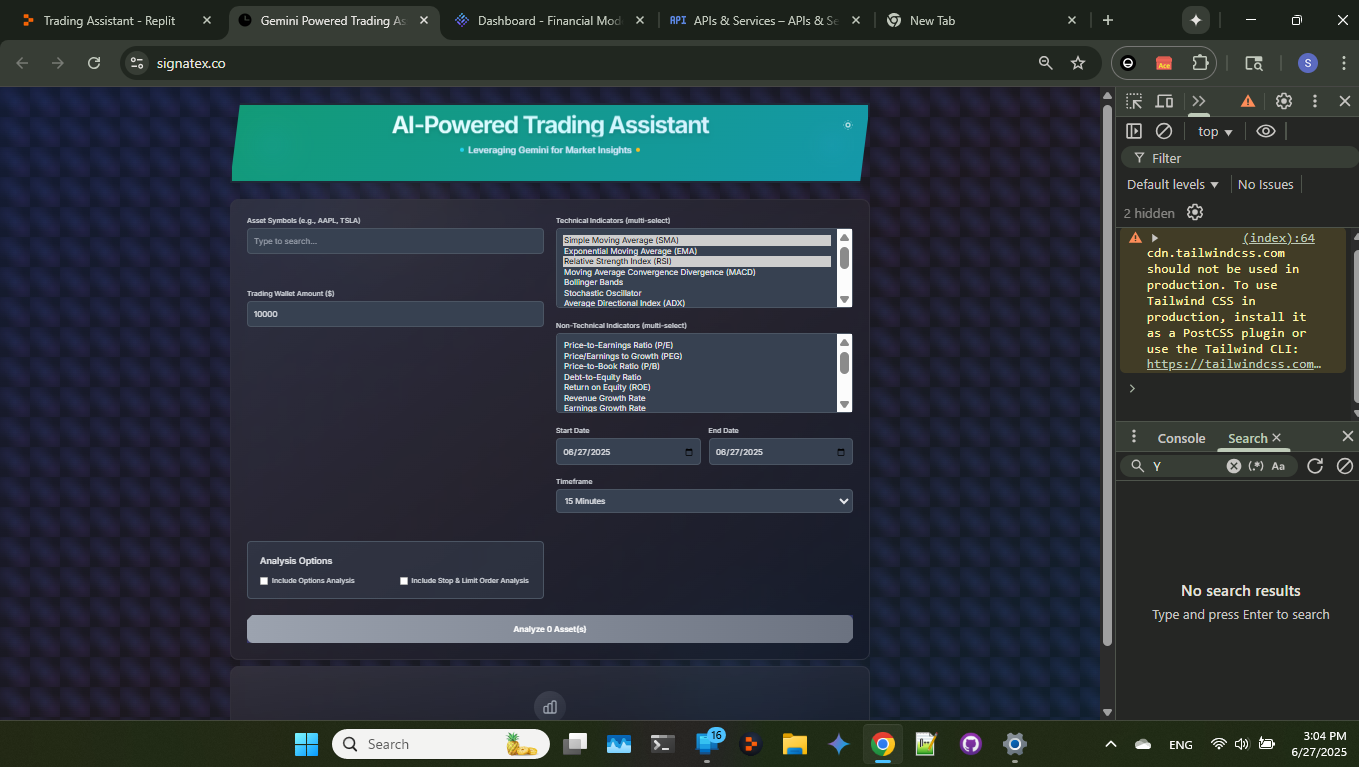 Trading Assistant - Replit
Gemini Powered Trading As
Dashboard - Financial Mode
API APIs & Services – APIs & Se
New Tab
signatex.co
Ace
S
AI-Powered Trading Assistant
Leveraging Gemini for Market Insights
Asset Symbols (e.g., AAPL, TSLA)
Type to search...
Trading Wallet Amount ($)
10000
Technical Indicators (multi-select)
Simple Moving Average (SMA)
Exponential Moving Average (EMA)
Relative Strength Index (RSI)
Moving Average Convergence Divergence (MACD)
Bollinger Bands
Stochastic Oscillator
Average Directional Index (ADX)
Non-Technical Indicators (multi-select)
Price-to-Earnings Ratio (P/E)
Price/Earnings to Growth (PEG)
Price-to-Book Ratio (P/B)
Debt-to-Equity Ratio
Return on Equity (ROE)
Revenue Growth Rate
Earnings Growth Rate
Start Date
End Date
06/27/2025
06/27/2025
Timeframe
15 Minutes
Analysis Options
Include Options Analysis
Include Stop & Limit Order Analysis
Analyze 0 Asset(s)
top
Filter
Default levels
No Issues
2 hidden
(index):64
cdn.tailwindcss.com
should not be used in
production. To use
Tailwind CSS in
production, install it
as a PostCSS plugin or
use the Tailwind CLI:
https://tailwindcss.com…
Console
Search
Y
(.*)
Aa
No search results
Type and press Enter to search
Search
16
ENG
3:04 PM
6/27/2025